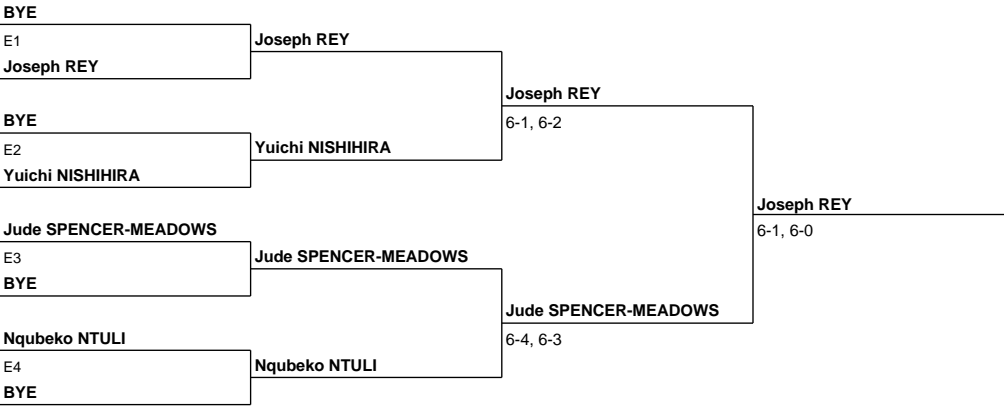 BYE
E1
Joseph REY
BYE
E2
Yuichi NISHIHIRA
Jude SPENCER-MEADOWS
E3
BYE
Nqubeko NTULI
E4
BYE
Joseph REY
Yuichi NISHIHIRA
Jude SPENCER-MEADOWS
Nqubeko NTULI
Joseph REY
6-1, 6-2
Jude SPENCER-MEADOWS
6-4, 6-3
Joseph REY
6-1, 6-0